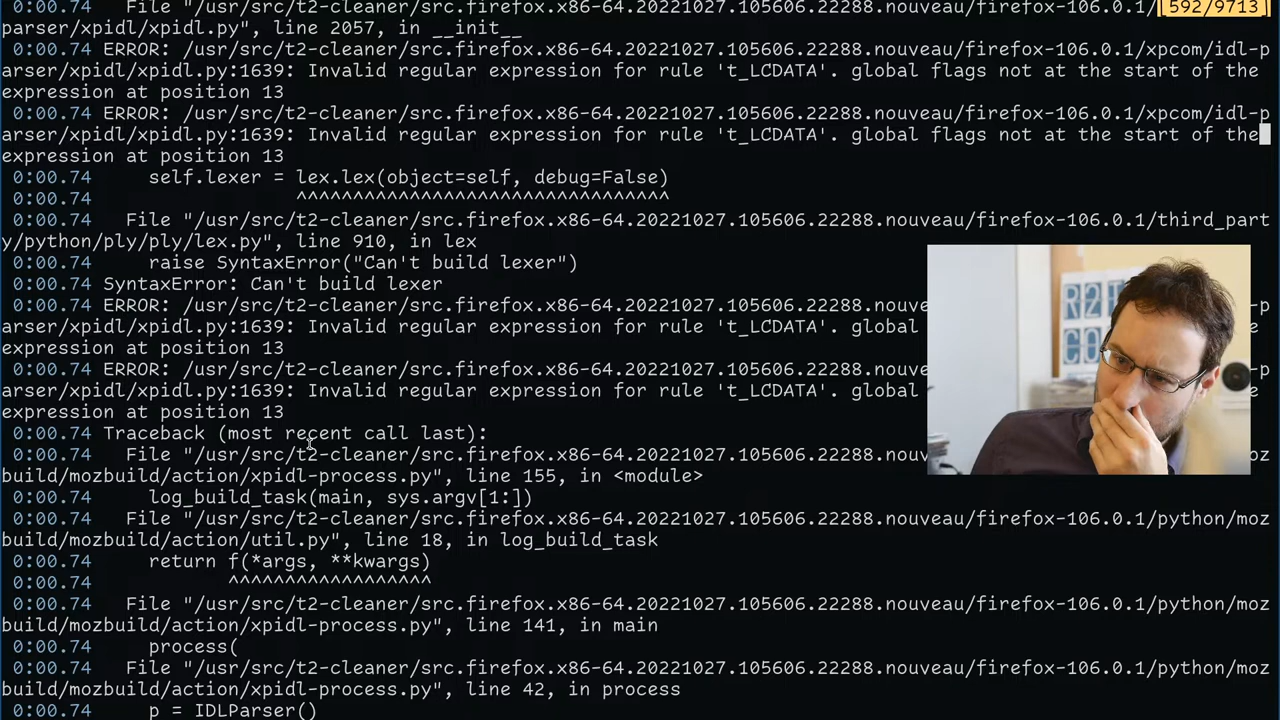 0:00.74   File "/usr/src/t2-cleaner/src.firefox.x86-64.20221027.105606.22288.nouveau/firefox-106.0.1/
[592/9713]
parser/xpidl/xpidl.py", line 2057, in __init__
0:00.74 ERROR: /usr/src/t2-cleaner/src.firefox.x86-64.20221027.105606.22288.nouveau/firefox-106.0.1/xpcom/idl-p
arser/xpidl/xpidl.py:1639: Invalid regular expression for rule 't_LCDATA'. global flags not at the start of the
expression at position 13
0:00.74 ERROR: /usr/src/t2-cleaner/src.firefox.x86-64.20221027.105606.22288.nouveau/firefox-106.0.1/xpcom/idl-p
arser/xpidl/xpidl.py:1639: Invalid regular expression for rule 't_LCDATA'. global flags not at the start of the
expression at position 13
0:00.74     self.lexer = lex.lex(object=self, debug=False)
0:00.74                  ^^^^^^^^^^^^^^^^^^^^^^^^^^^^^^^^^
0:00.74   File "/usr/src/t2-cleaner/src.firefox.x86-64.20221027.105606.22288.nouveau/firefox-106.0.1/third_part
y/python/ply/ply/lex.py", line 910, in lex
0:00.74     raise SyntaxError("Can't build lexer")
0:00.74 SyntaxError: Can't build lexer
0:00.74 ERROR: /usr/src/t2-cleaner/src.firefox.x86-64.20221027.105606.22288.nouve -p
arser/xpidl/xpidl.py:1639: Invalid regular expression for rule 't_LCDATA'. global
expression at position 13
0:00.74 ERROR: /usr/src/t2-cleaner/src.firefox.x86-64.20221027.105606.22288.nouve -p
arser/xpidl/xpidl.py:1639: Invalid regular expression for rule 't_LCDATA'. global
expression at position 13
0:00.74 Traceback (most recent call last):
0:00.74   File "/usr/src/t2-cleaner/src.firefox.x86-64.20221027.105606.22288.nouv oz
build/mozbuild/action/xpidl-process.py", line 155, in <module>
0:00.74     log_build_task(main, sys.argv[1:])
0:00.74   File "/usr/src/t2-cleaner/src.firefox.x86-64.20221027.105606.22288.nouveau/firefox-106.0.1/python/moz
build/mozbuild/action/util.py", line 18, in log_build_task
0:00.74     return f(*args, **kwargs)
0:00.74            ^^^^^^^^^^^^^^^^^^
0:00.74   File "/usr/src/t2-cleaner/src.firefox.x86-64.20221027.105606.22288.nouveau/firefox-106.0.1/python/moz
build/mozbuild/action/xpidl-process.py", line 141, in main
0:00.74     process(
0:00.74   File "/usr/src/t2-cleaner/src.firefox.x86-64.20221027.105606.22288.nouveau/firefox-106.0.1/python/moz
build/mozbuild/action/xpidl-process.py", line 42, in process
0:00.74     p = IDLParser()
R2
CO